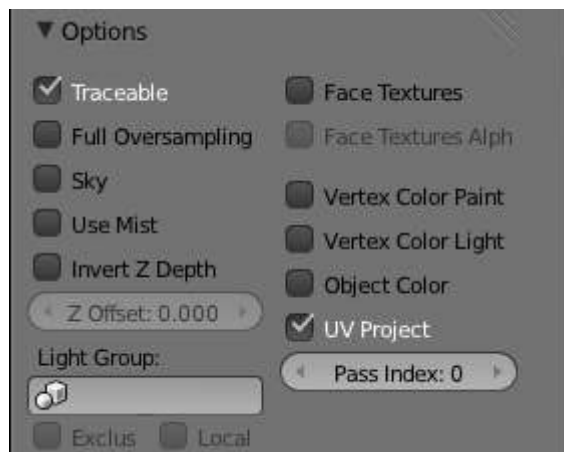 Options
Traceable
Full Oversampling
Sky
Use Mist
Invert Z Depth
Z Offset: 0.000
Light Group:
Exclus Local
Face Textures
Face Textures Alph
Vertex Color Paint
Vertex Color Light
Object Color
UV Project
Pass Index: 0